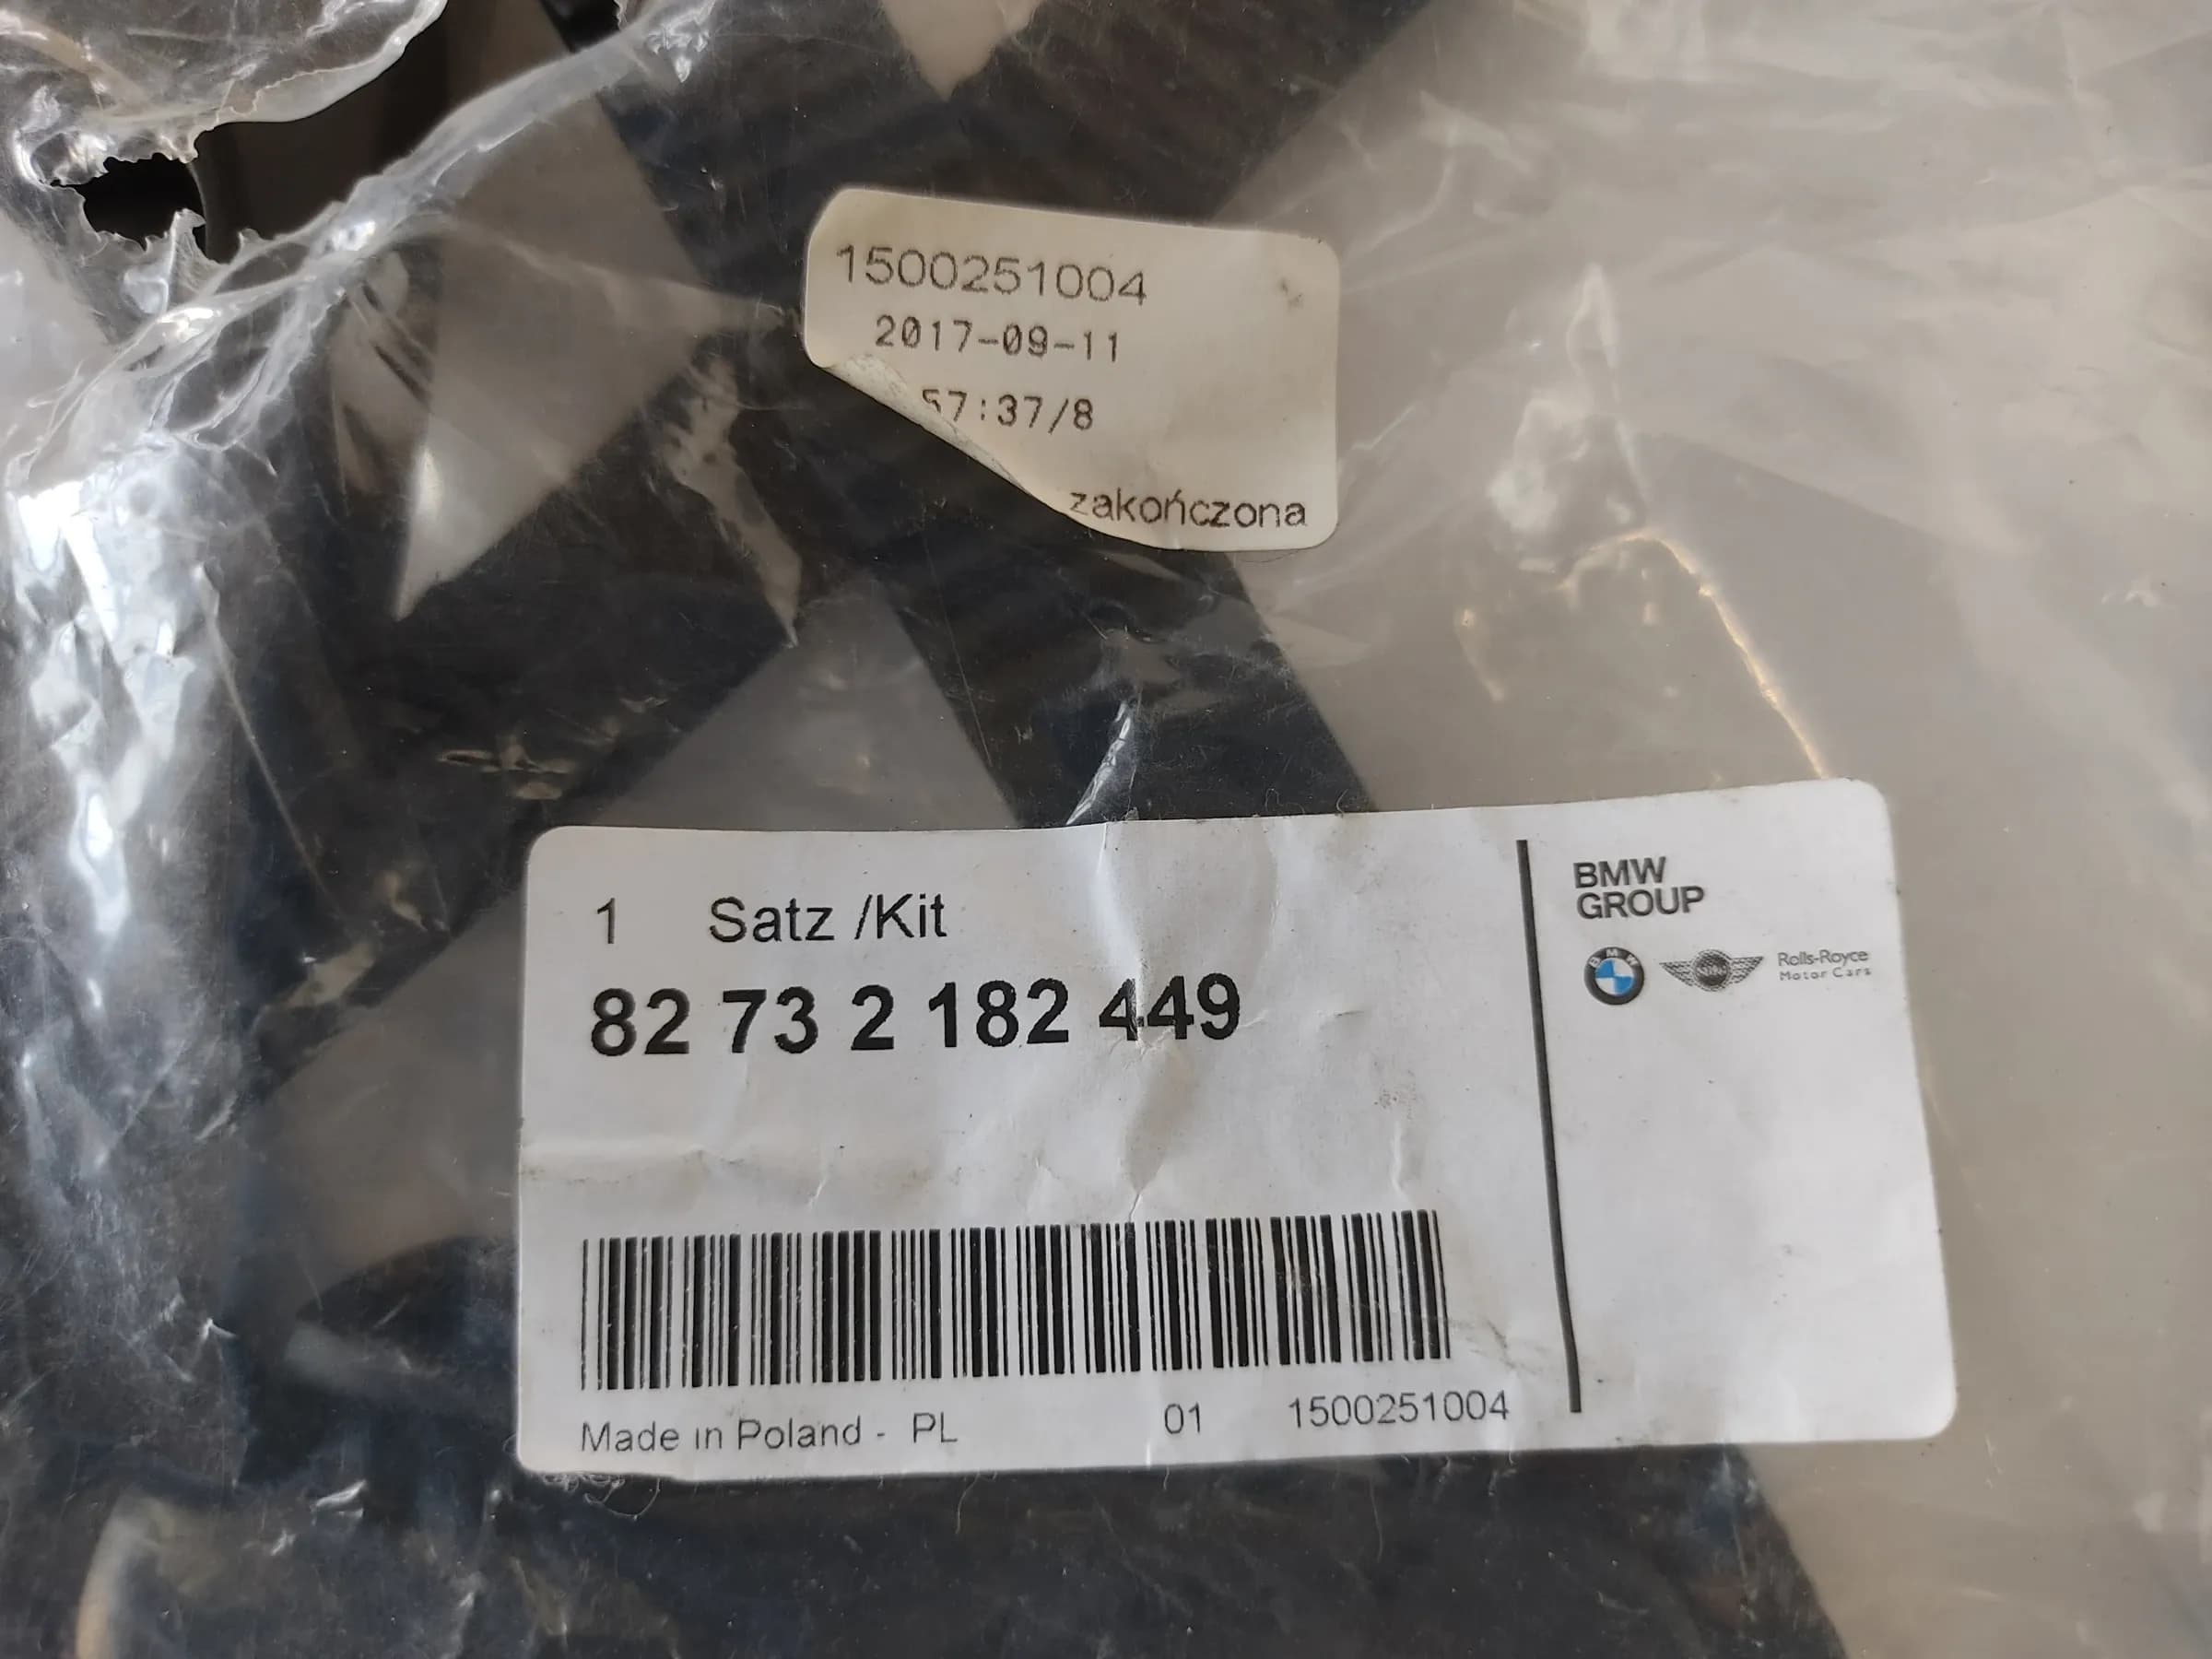 1500251004
2017-09-11
57:37/8
zakończona
1 Satz /Kit
82 73 2 182 449
Made in Poland - PL 01 1500251004
BMW
GROUP
BMW
Rolls-Royce
Motor Cars